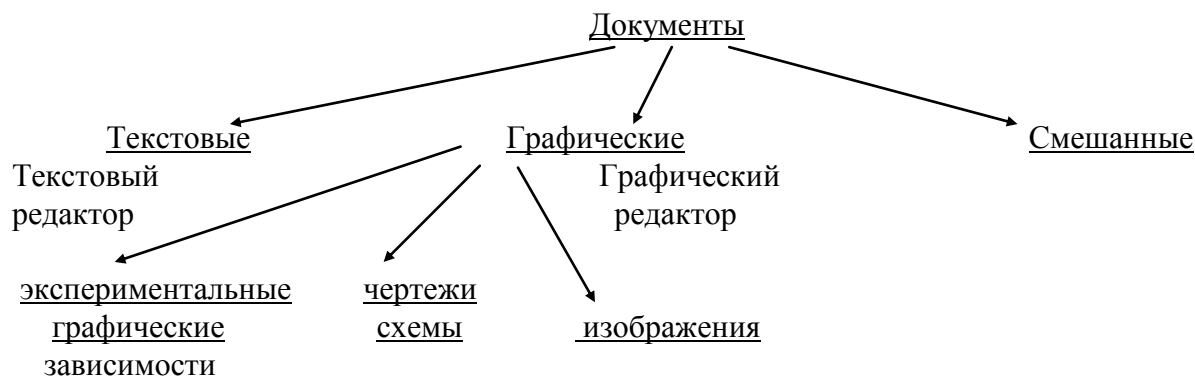 Документы
Текстовые Графические Смешанные
Текстовый Графический
редактор редактор
экспериментальные чертежи
графические схемы изображения
зависимости